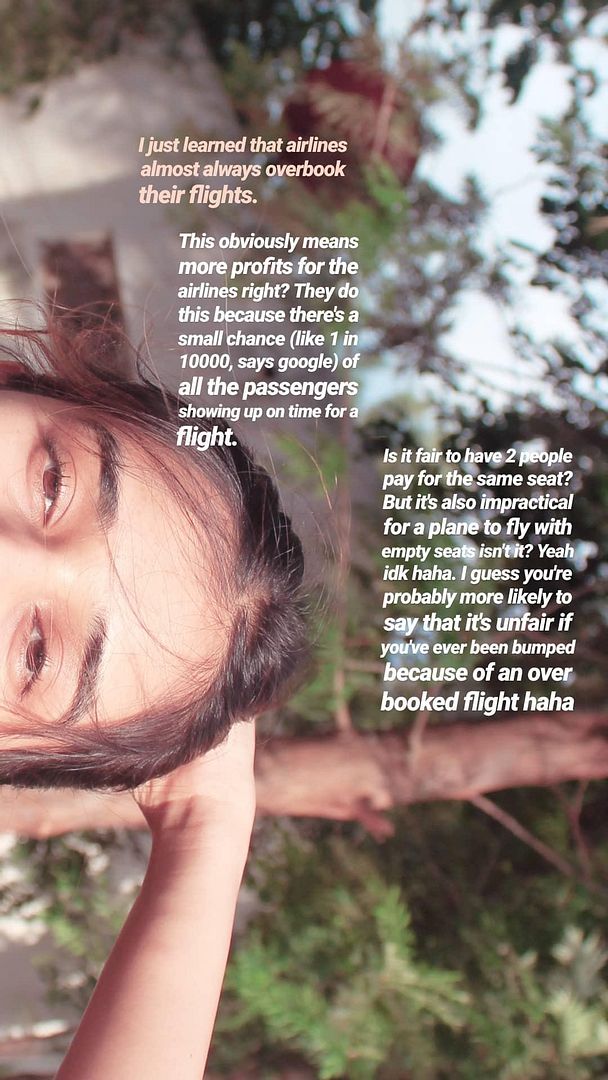 I just learned that airlines
almost always overbook
their flights.
This obviously means
more profits for the
airlines right? They do
this because there's a
small chance (like 1 in
10000, says google) of
all the passengers
showing up on time for a
flight.
Is it fair to have 2 people
pay for the same seat?
But it's also impractical
for a plane to fly with
empty seats isn't it? Yeah
idk haha. I guess you're
probably more likely to
say that it's unfair if
you've ever been bumped
because of an over
booked flight haha